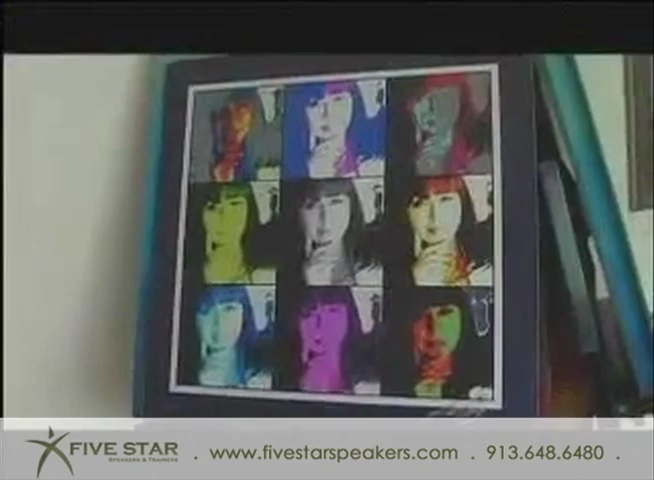 FIVE STAR . www.fivestarspeakers.com . 913.648.6480 .
SPEAKERS & TRAINERS